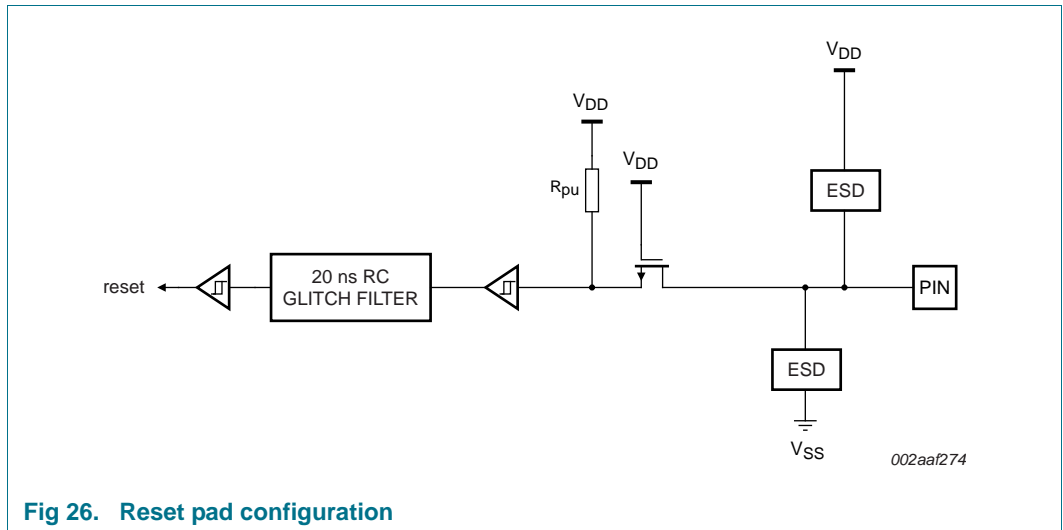 VDD
VDD
VDD
Rpu
ESD
reset
20 ns RC
GLITCH FILTER
PIN
ESD
VSS
002aaf274
Fig 26. Reset pad configuration